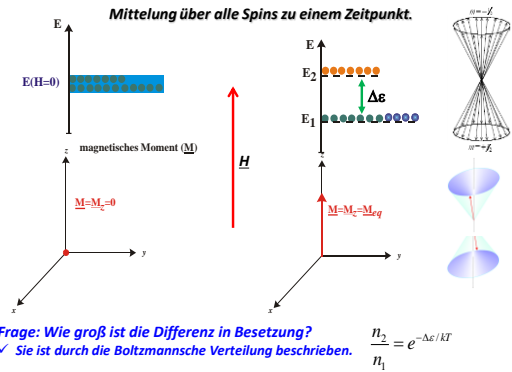 Mittelung über alle Spins zu einem Zeitpunkt.
E
E(H=0)
magnetisches Moment (M)
z
M=Mz=0
y
x
H
E
E2
Δε
E1
z
M=Mz=Meq
y
x
Frage: Wie groß ist die Differenz in Besetzung?
✓ Sie ist durch die Boltzmannsche Verteilung beschrieben.
n2/n1 = e^{-Δε/kT}